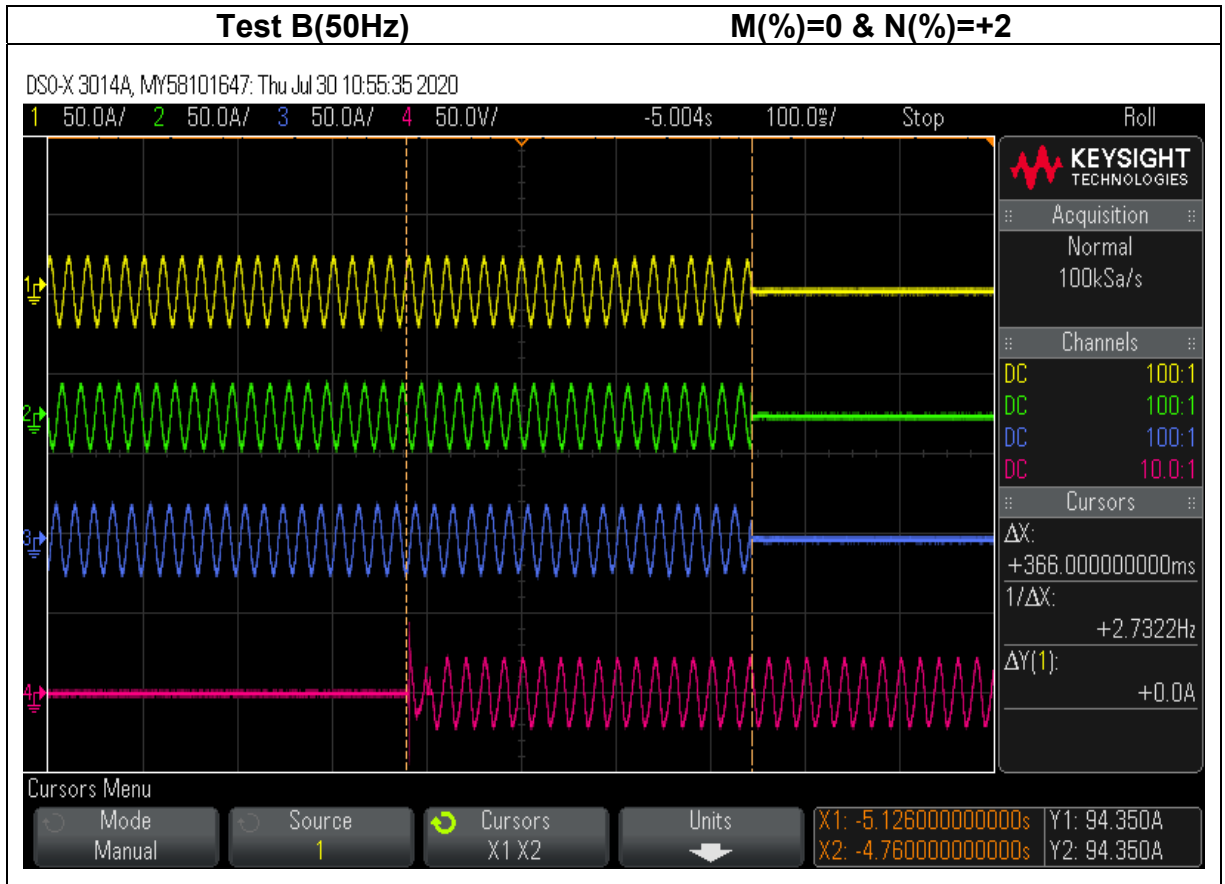 Test B(50Hz) M(%)=0 & N(%)=+2
DSO-X 3014A, MY58101647: Thu Jul 30 10:55:35 2020
1 50.0A/ 2 50.0A/ 3 50.0A/ 4 50.0V/ -5.004s 100.0ms/ Stop Roll
KEYSIGHT
TECHNOLOGIES
Acquisition
Normal
100kSa/s
Channels
DC 100:1
DC 100:1
DC 100:1
DC 10.0:1
Cursors
ΔX:
+366.000000000ms
1/ΔX:
+2.7322Hz
ΔY(1):
+0.0A
1
2
3
4
Cursors Menu
Mode
Manual
Source
1
Cursors
X1 X2
Units
X1: -5.126000000000s Y1: 94.350A
X2: -4.760000000000s Y2: 94.350A